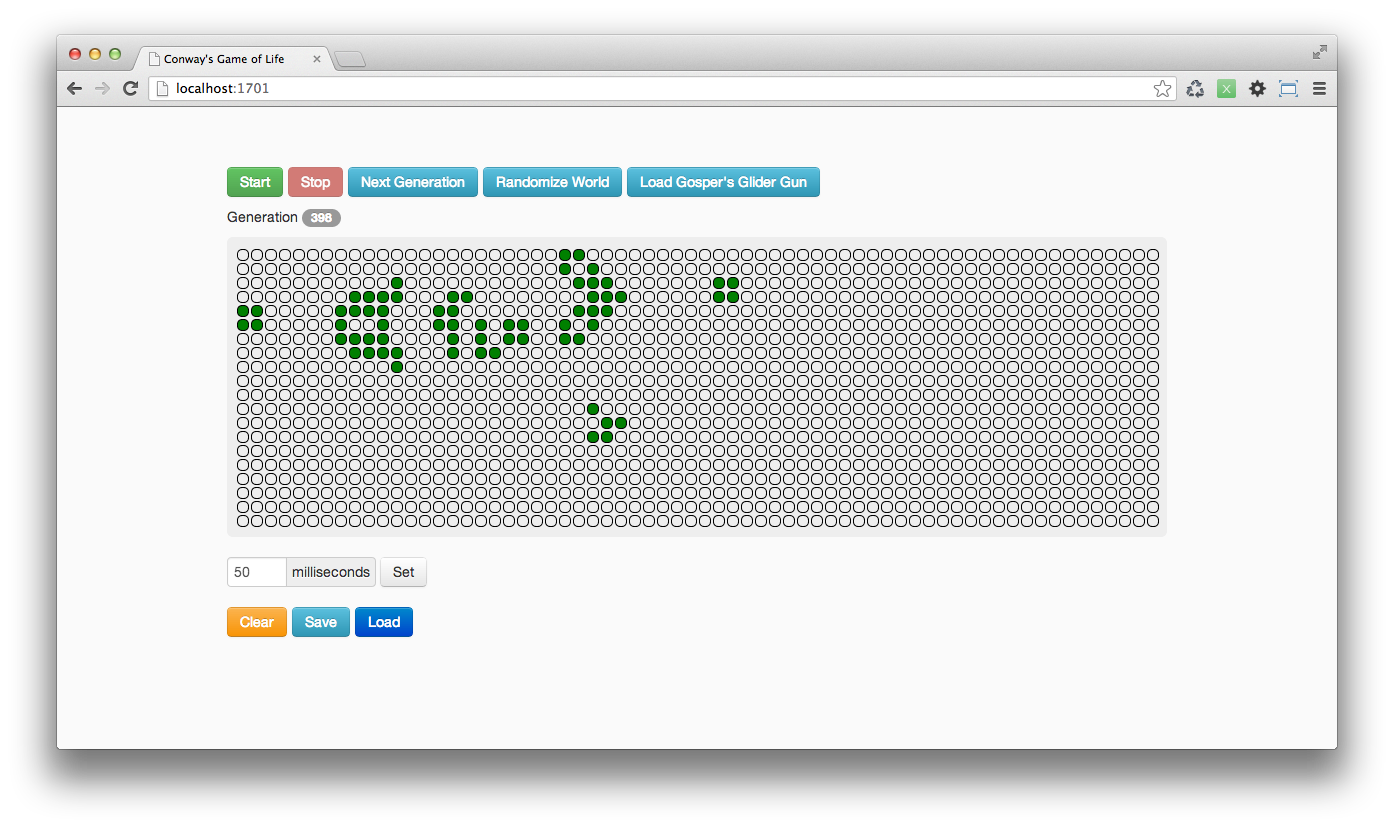 Conway's Game of Life
localhost:1701
Start Stop Next Generation Randomize World Load Gosper's Glider Gun
Generation 398
50 milliseconds Set
Clear Save Load